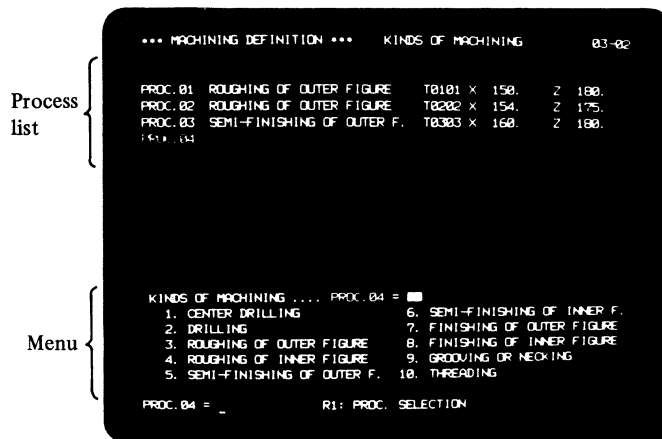 *** MACHINING DEFINITION *** KINDS OF MACHINING 03-02
Process list
PROC.01 ROUGHING OF OUTER FIGURE T0101 X 150. Z 180.
PROC.02 ROUGHING OF OUTER FIGURE T0202 X 154. Z 175.
PROC.03 SEMI-FINISHING OF OUTER F. T0303 X 160. Z 180.
PROC.04
Menu
KINDS OF MACHINING .... PROC.04 =
1. CENTER DRILLING 6. SEMI-FINISHING OF INNER F.
2. DRILLING 7. FINISHING OF OUTER FIGURE
3. ROUGHING OF OUTER FIGURE 8. FINISHING OF INNER FIGURE
4. ROUGHING OF INNER FIGURE 9. GROOVING OR NECKING
5. SEMI-FINISHING OF OUTER F. 10. THREADING
PROC.04 = _ R1: PROC. SELECTION